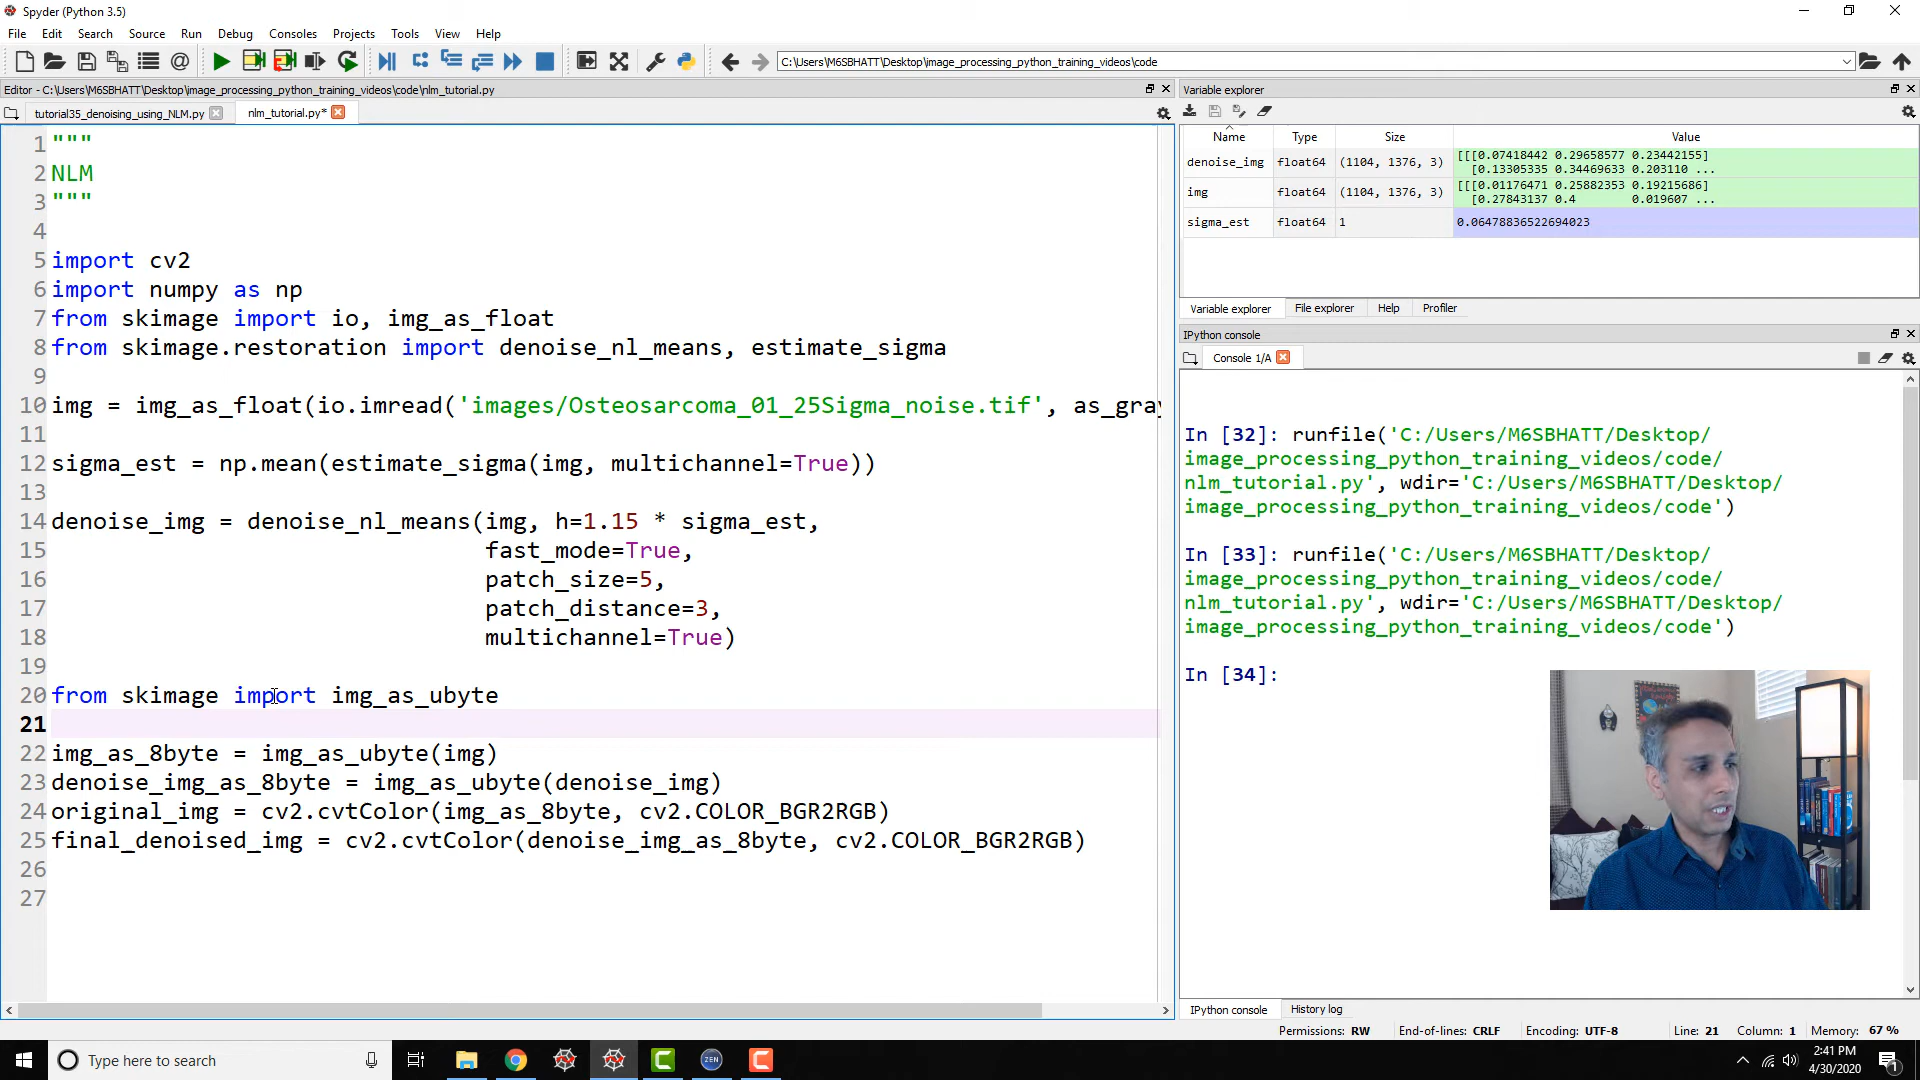 Spyder (Python 3.5)
File Edit Search Source Run Debug Consoles Projects Tools View Help
C:\Users\M6SBHATT\Desktop\image_processing_python_training_videos\code
Editor - C:\Users\M6SBHATT\Desktop\image_processing_python_training_videos\code\nlm_tutorial.py
tutorial35_denoising_using_NLM.py nlm_tutorial.py*
1 """
2 NLM
3 """
4
5 import cv2
6 import numpy as np
7 from skimage import io, img_as_float
8 from skimage.restoration import denoise_nl_means, estimate_sigma
9
10 img = img_as_float(io.imread('images/Osteosarcoma_01_25Sigma_noise.tif', as_gray
11
12 sigma_est = np.mean(estimate_sigma(img, multichannel=True))
13
14 denoise_img = denoise_nl_means(img, h=1.15 * sigma_est,
15 fast_mode=True,
16 patch_size=5,
17 patch_distance=3,
18 multichannel=True)
19
20 from skimage import img_as_ubyte
21
22 img_as_8byte = img_as_ubyte(img)
23 denoise_img_as_8byte = img_as_ubyte(denoise_img)
24 original_img = cv2.cvtColor(img_as_8byte, cv2.COLOR_BGR2RGB)
25 final_denoised_img = cv2.cvtColor(denoise_img_as_8byte, cv2.COLOR_BGR2RGB)
26
27
Variable explorer
Name Type Size Value
denoise_img float64 (1104, 1376, 3) [[[0.07418442 0.29658577 0.23442155]
[0.13305335 0.34469633 0.203110 ...
img float64 (1104, 1376, 3) [[[0.01176471 0.25882353 0.19215686]
[0.27843137 0.4 0.019607 ...
sigma_est float64 1 0.06478836522694023
Variable explorer File explorer Help Profiler
IPython console
Console 1/A
In [32]: runfile('C:/Users/M6SBHATT/Desktop/
image_processing_python_training_videos/code/
nlm_tutorial.py', wdir='C:/Users/M6SBHATT/Desktop/
image_processing_python_training_videos/code')
In [33]: runfile('C:/Users/M6SBHATT/Desktop/
image_processing_python_training_videos/code/
nlm_tutorial.py', wdir='C:/Users/M6SBHATT/Desktop/
image_processing_python_training_videos/code')
In [34]:
IPython console History log
Permissions: RW End-of-lines: CRLF Encoding: UTF-8 Line: 21 Column: 1 Memory: 67 %
Type here to search
ZEN
2:41 PM
4/30/2020
1